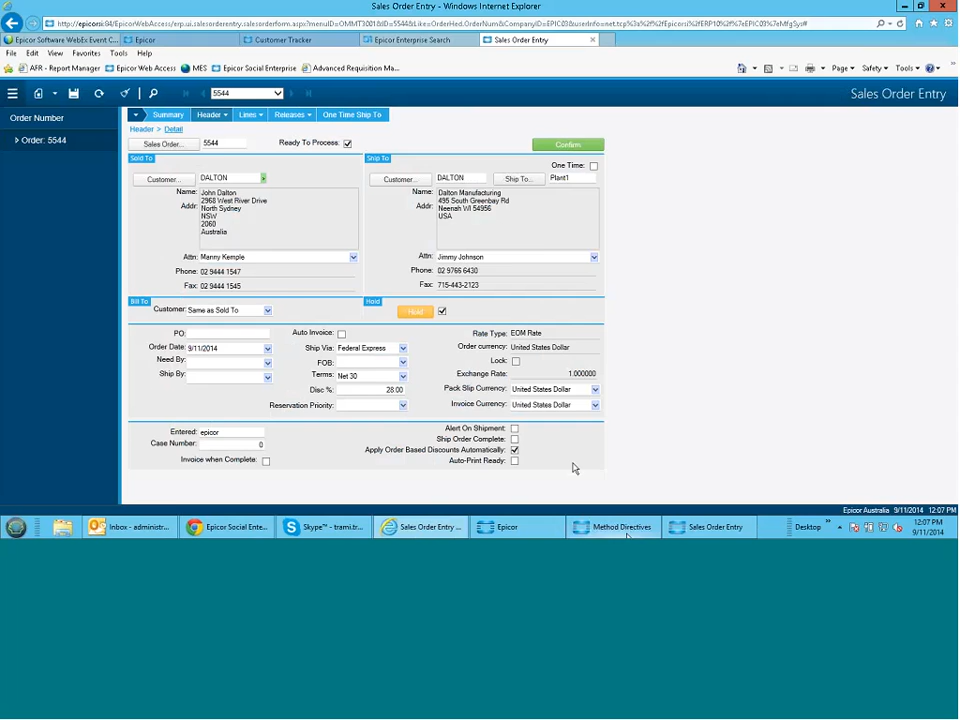 Sales Order Entry - Windows Internet Explorer
Epicor Software WebEx Event C...
Epicor
Customer Tracker
Epicor Enterprise Search
Sales Order Entry
File Edit View Favorites Tools Help
AFR - Report Manager Epicor Web Access MES Epicor Social Enterprise Advanced Requisition Ma...
Page Safety Tools
5544
Sales Order Entry
Order Number
Order: 5544
Summary Header Lines Releases One Time Ship To
Header > Detail
Sales Order... 5544 Ready To Process: Confirm
Sold To
Customer... DALTON
Name: John Dalton
Addr: 2968 West River Drive
North Sydney
NSW
2060
Australia
Attn: Manny Kemple
Phone: 02 9444 1547
Fax: 02 9444 1545
Ship To
One Time:
Customer... DALTON Ship To... Plant1
Name: Dalton Manufacturing
Addr: 495 South Greenbay Rd
Neenah WI 54956
USA
Attn: Jimmy Johnson
Phone: 02 9766 6430
Fax: 715-443-2123
Bill To
Customer: Same as Sold To
Hold
Hold
PO:
Order Date: 9/11/2014
Need By:
Ship By:
Auto Invoice:
Ship Via: Federal Express
FOB:
Terms: Net 30
Disc %: 28.00
Reservation Priority:
Rate Type: EOM Rate
Order currency: United States Dollar
Lock:
Exchange Rate: 1.000000
Pack Slip Currency: United States Dollar
Invoice Currency: United States Dollar
Entered: epicor
Case Number: 0
Invoice when Complete:
Alert On Shipment:
Ship Order Complete:
Apply Order Based Discounts Automatically:
Auto-Print Ready:
Epicor Australia 9/11/2014 12:07 PM
Inbox - administr...
Epicor Social Ente...
Skype™ - trami.tr...
Sales Order Entry ...
Epicor
Method Directives
Sales Order Entry
Desktop
12:07 PM
9/11/2014